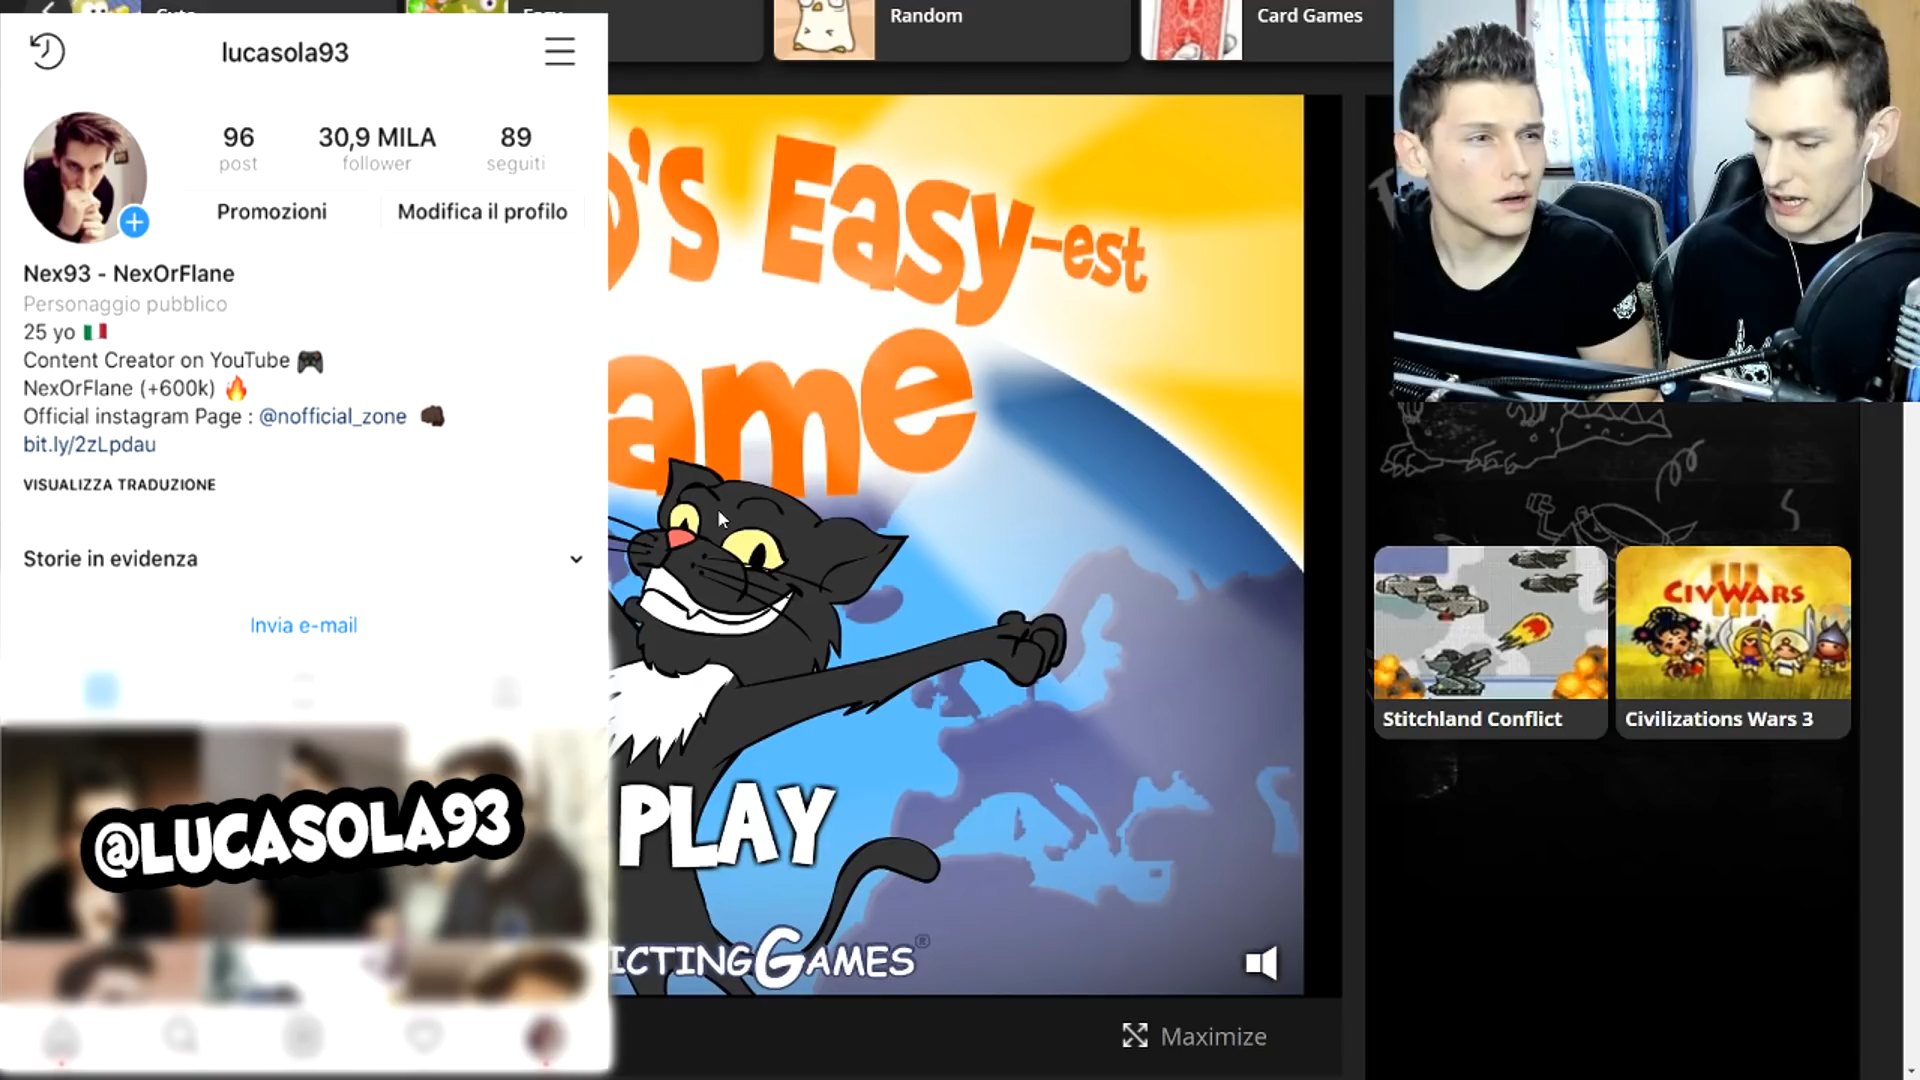 Random
Card Games
lucasola93
96
post
30,9 MILA
follower
89
seguiti
Promozioni
Modifica il profilo
Nex93 - NexOrFlane
Personaggio pubblico
25 yo
Content Creator on YouTube
NexOrFlane (+600k)
Official instagram Page : @nofficial_zone
bit.ly/2zLpdau
VISUALIZZA TRADUZIONE
Storie in evidenza
Invia e-mail
@LUCASOLA93
'S EASY-est
ame
PLAY
ICTINGGAMES®
Maximize
CIVWARS
III
Stitchland Conflict
Civilizations Wars 3